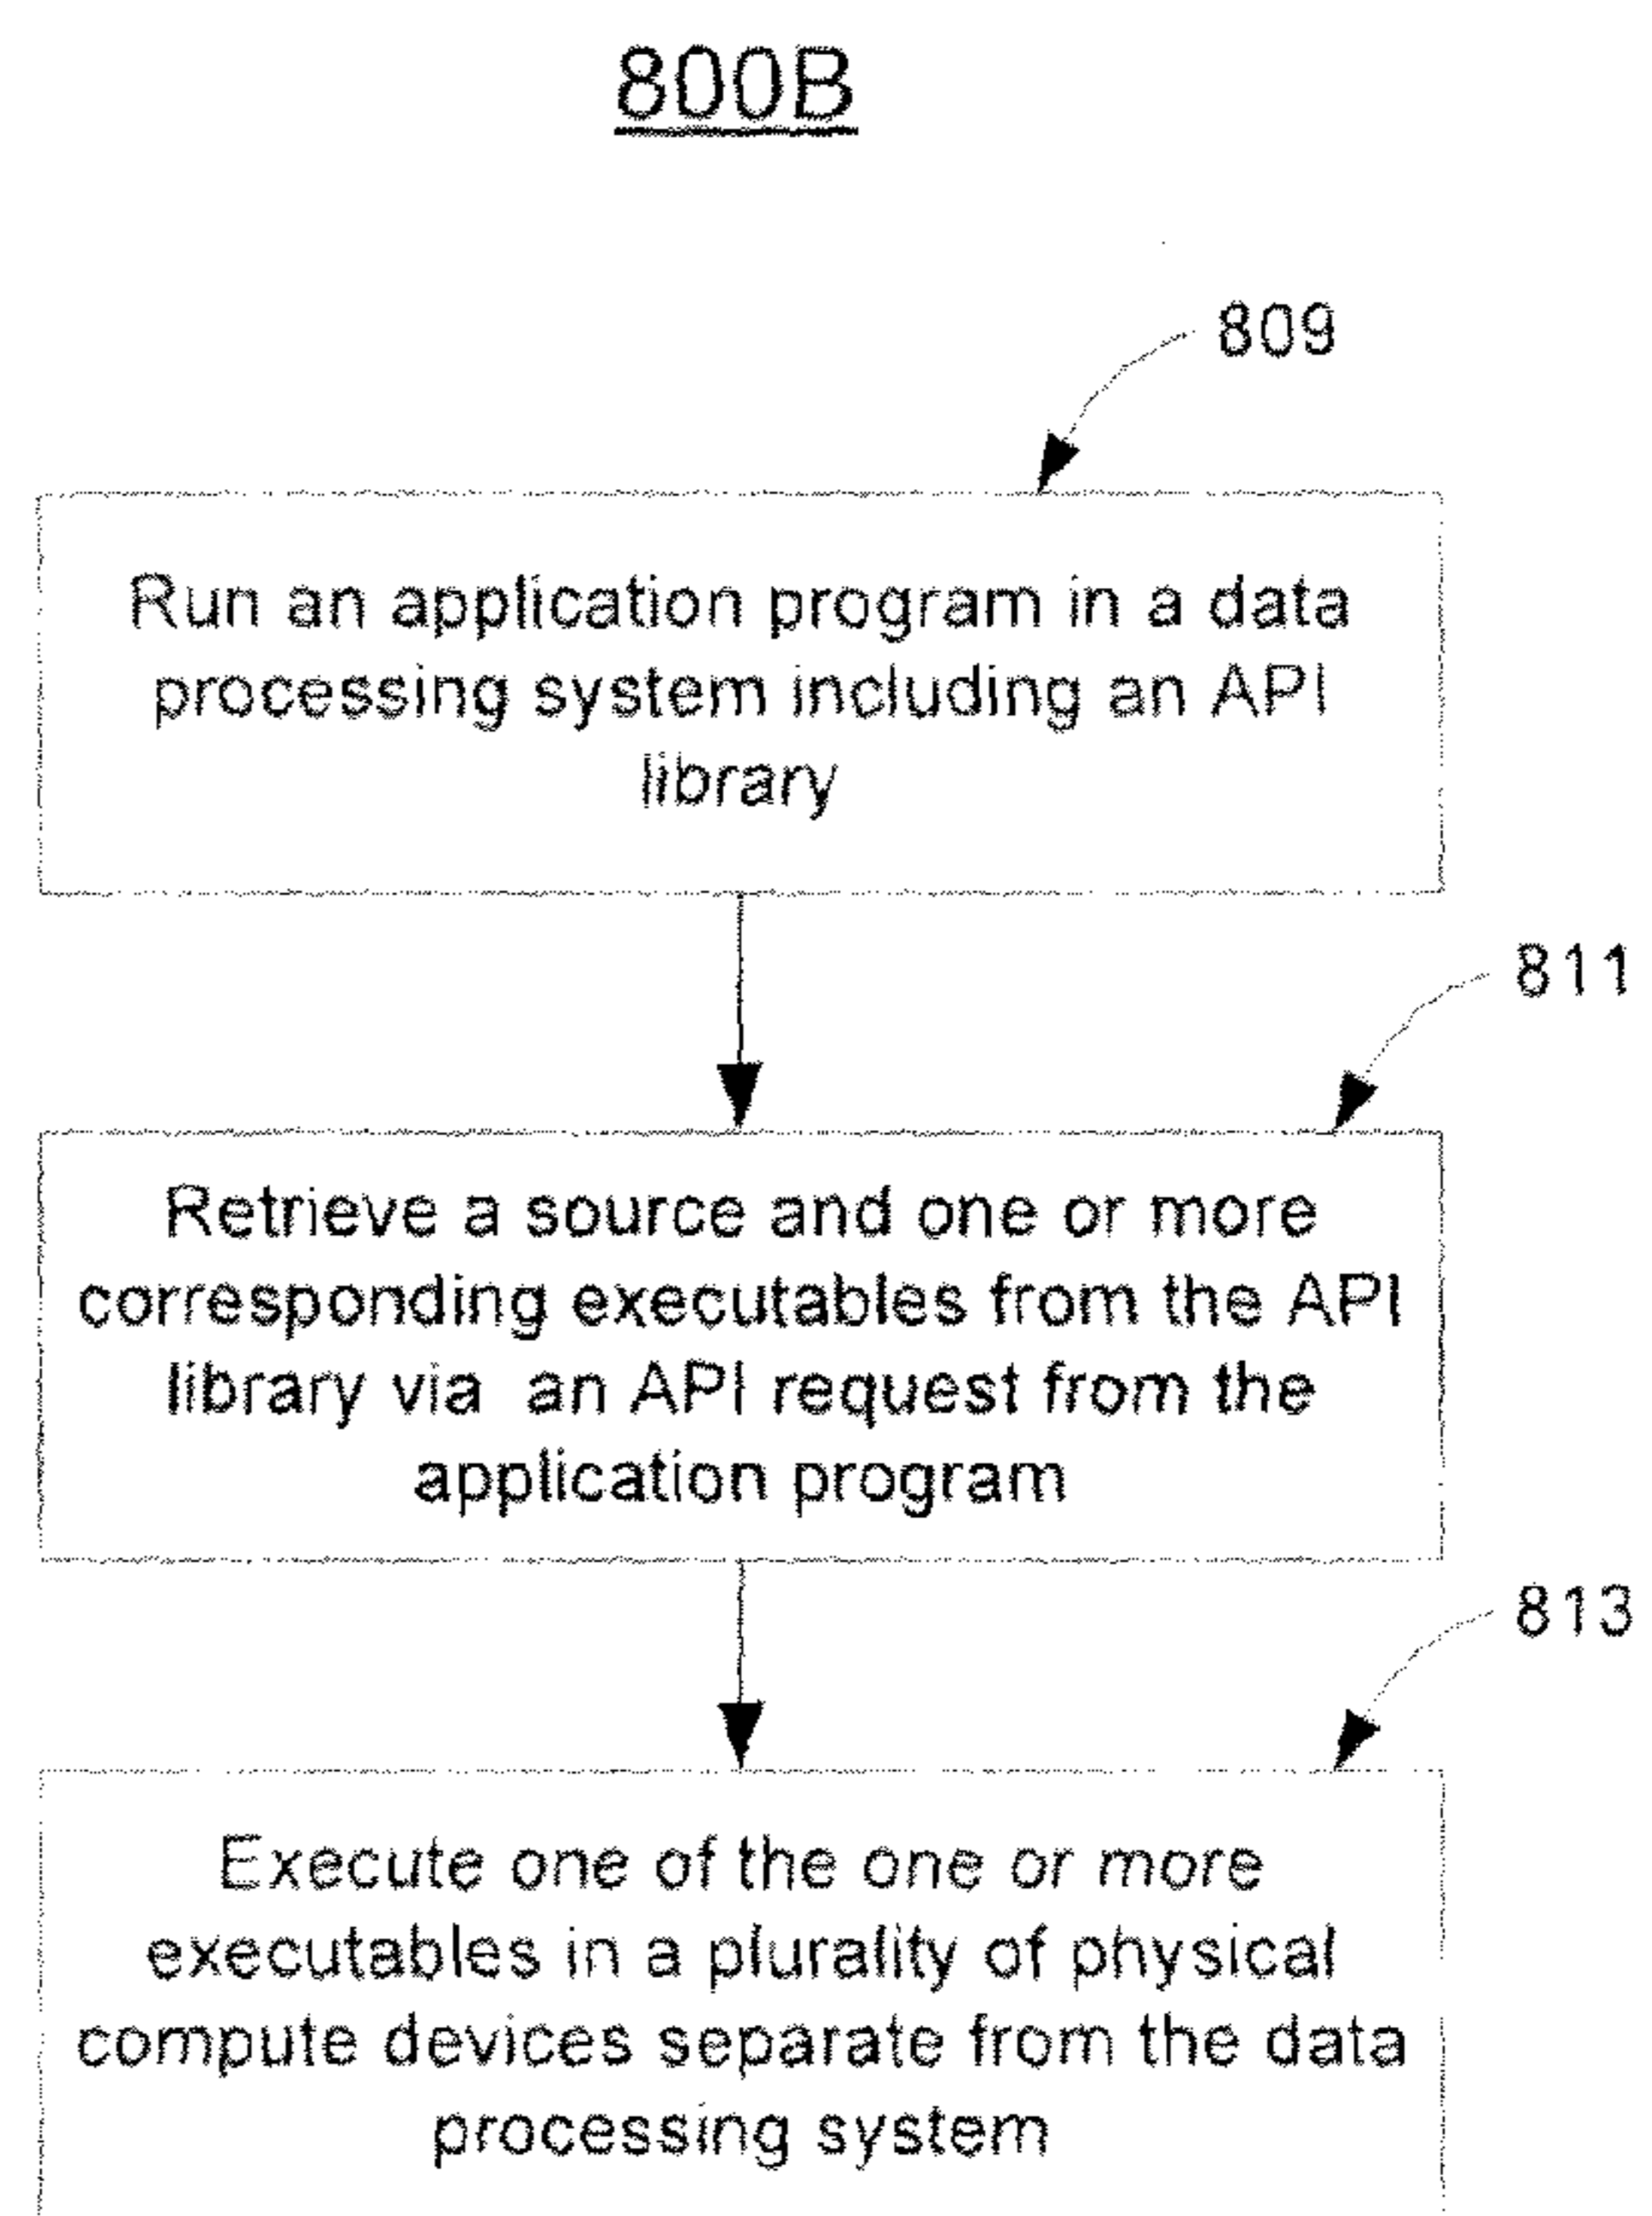 800B
809
Run an application program in a data
processing system including an API
library
811
Retrieve a source and one or more
corresponding executables from the API
library via an API request from the
application program
813
Execute one of the one or more
executables in a plurality of physical
compute devices separate from the data
processing system